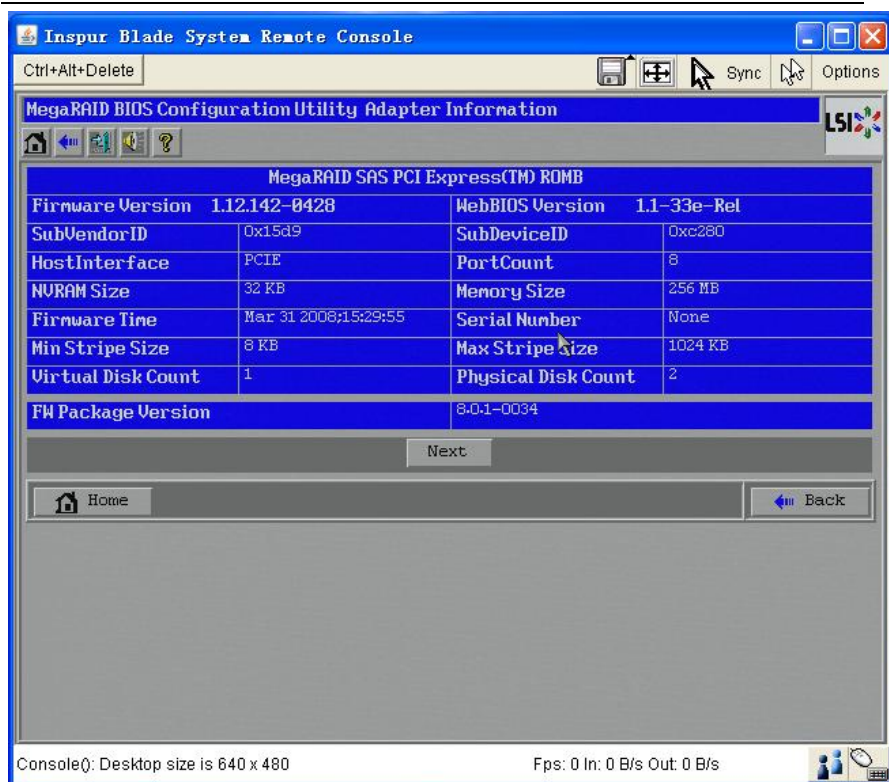 Inspur Blade System Remote Console
Ctrl+Alt+Delete Sync Options
MegaRAID BIOS Configuration Utility Adapter Information
LSI
MegaRAID SAS PCI Express(TM) ROMB
Firmware Version 1.12.142-0428 WebBIOS Version 1.1-33e-Rel
SubVendorID 0x15d9 SubDeviceID 0xc280
HostInterface PCIE PortCount 8
NVRAM Size 32 KB Memory Size 256 MB
Firmware Time Mar 31 2008;15:29:55 Serial Number None
Min Stripe Size 8 KB Max Stripe Size 1024 KB
Virtual Disk Count 1 Physical Disk Count 2
FW Package Version 8.0.1-0034
Next
Home Back
Console(): Desktop size is 640 x 480 Fps: 0 In: 0 B/s Out: 0 B/s